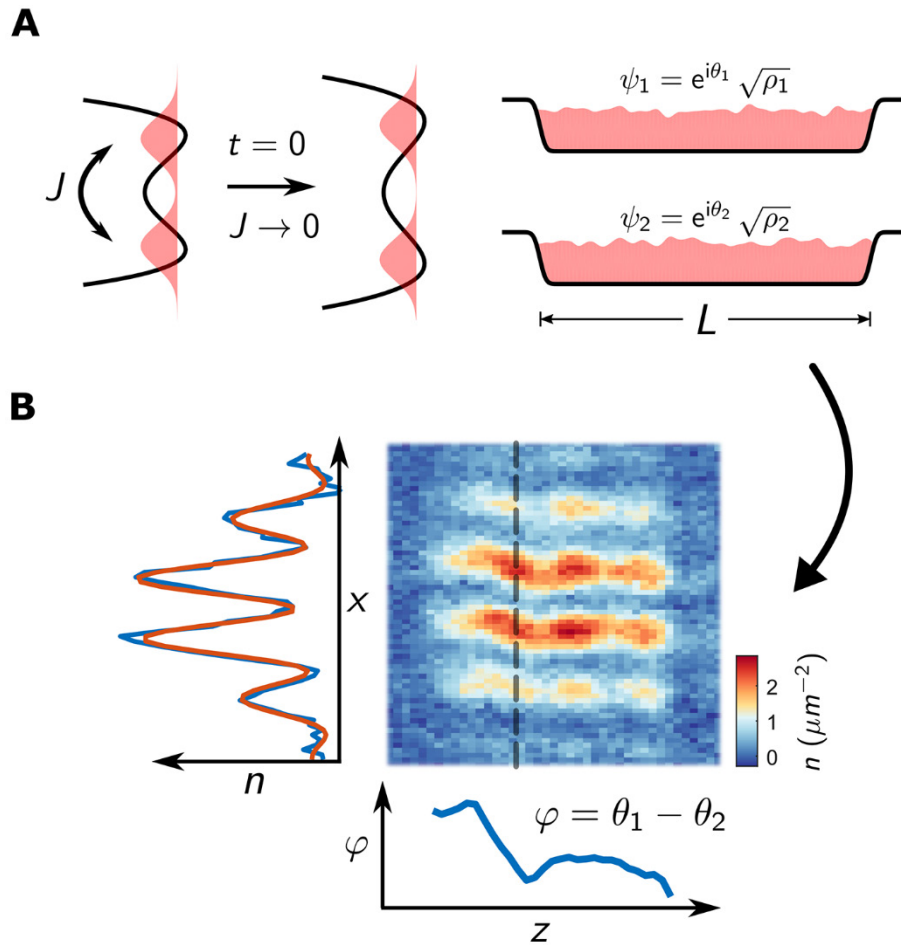 A
J
t = 0
J → 0
ψ₁ = e^{iθ₁} √ρ₁
ψ₂ = e^{iθ₂} √ρ₂
L
B
x
n
2
1
0
n (μm⁻²)
φ = θ₁ − θ₂
φ
z